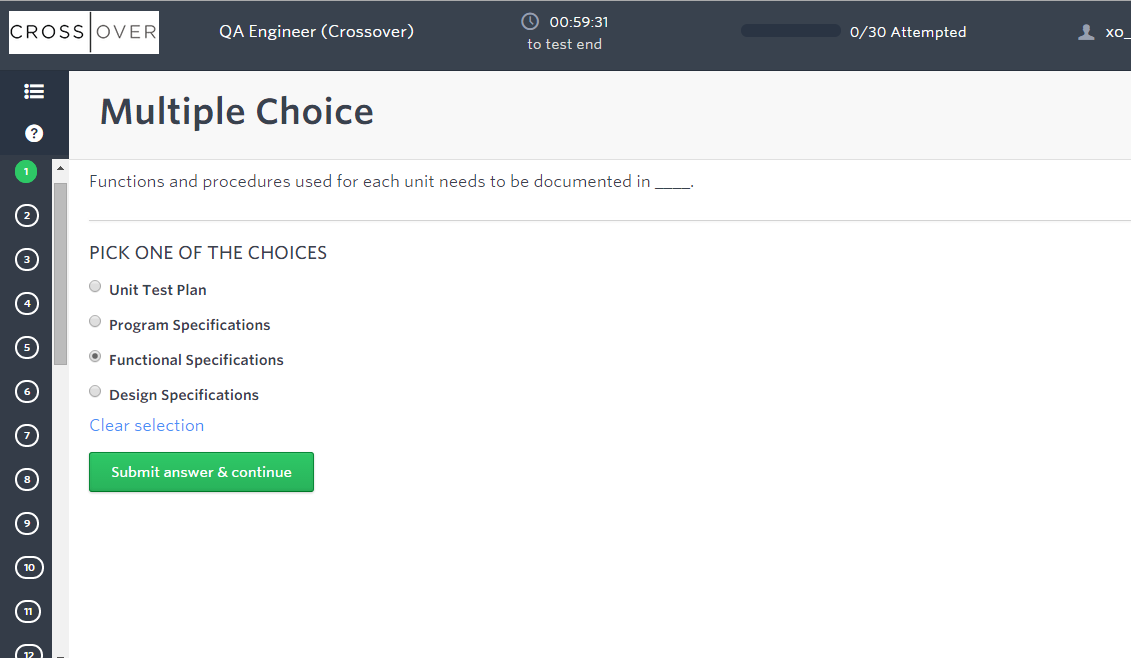 CROSS OVER
QA Engineer (Crossover)
00:59:31
to test end
0/30 Attempted
xo_
?
Multiple Choice
1
2
3
4
5
6
7
8
9
10
11
12
Functions and procedures used for each unit needs to be documented in ____.
PICK ONE OF THE CHOICES
Unit Test Plan
Program Specifications
Functional Specifications
Design Specifications
Clear selection
Submit answer & continue